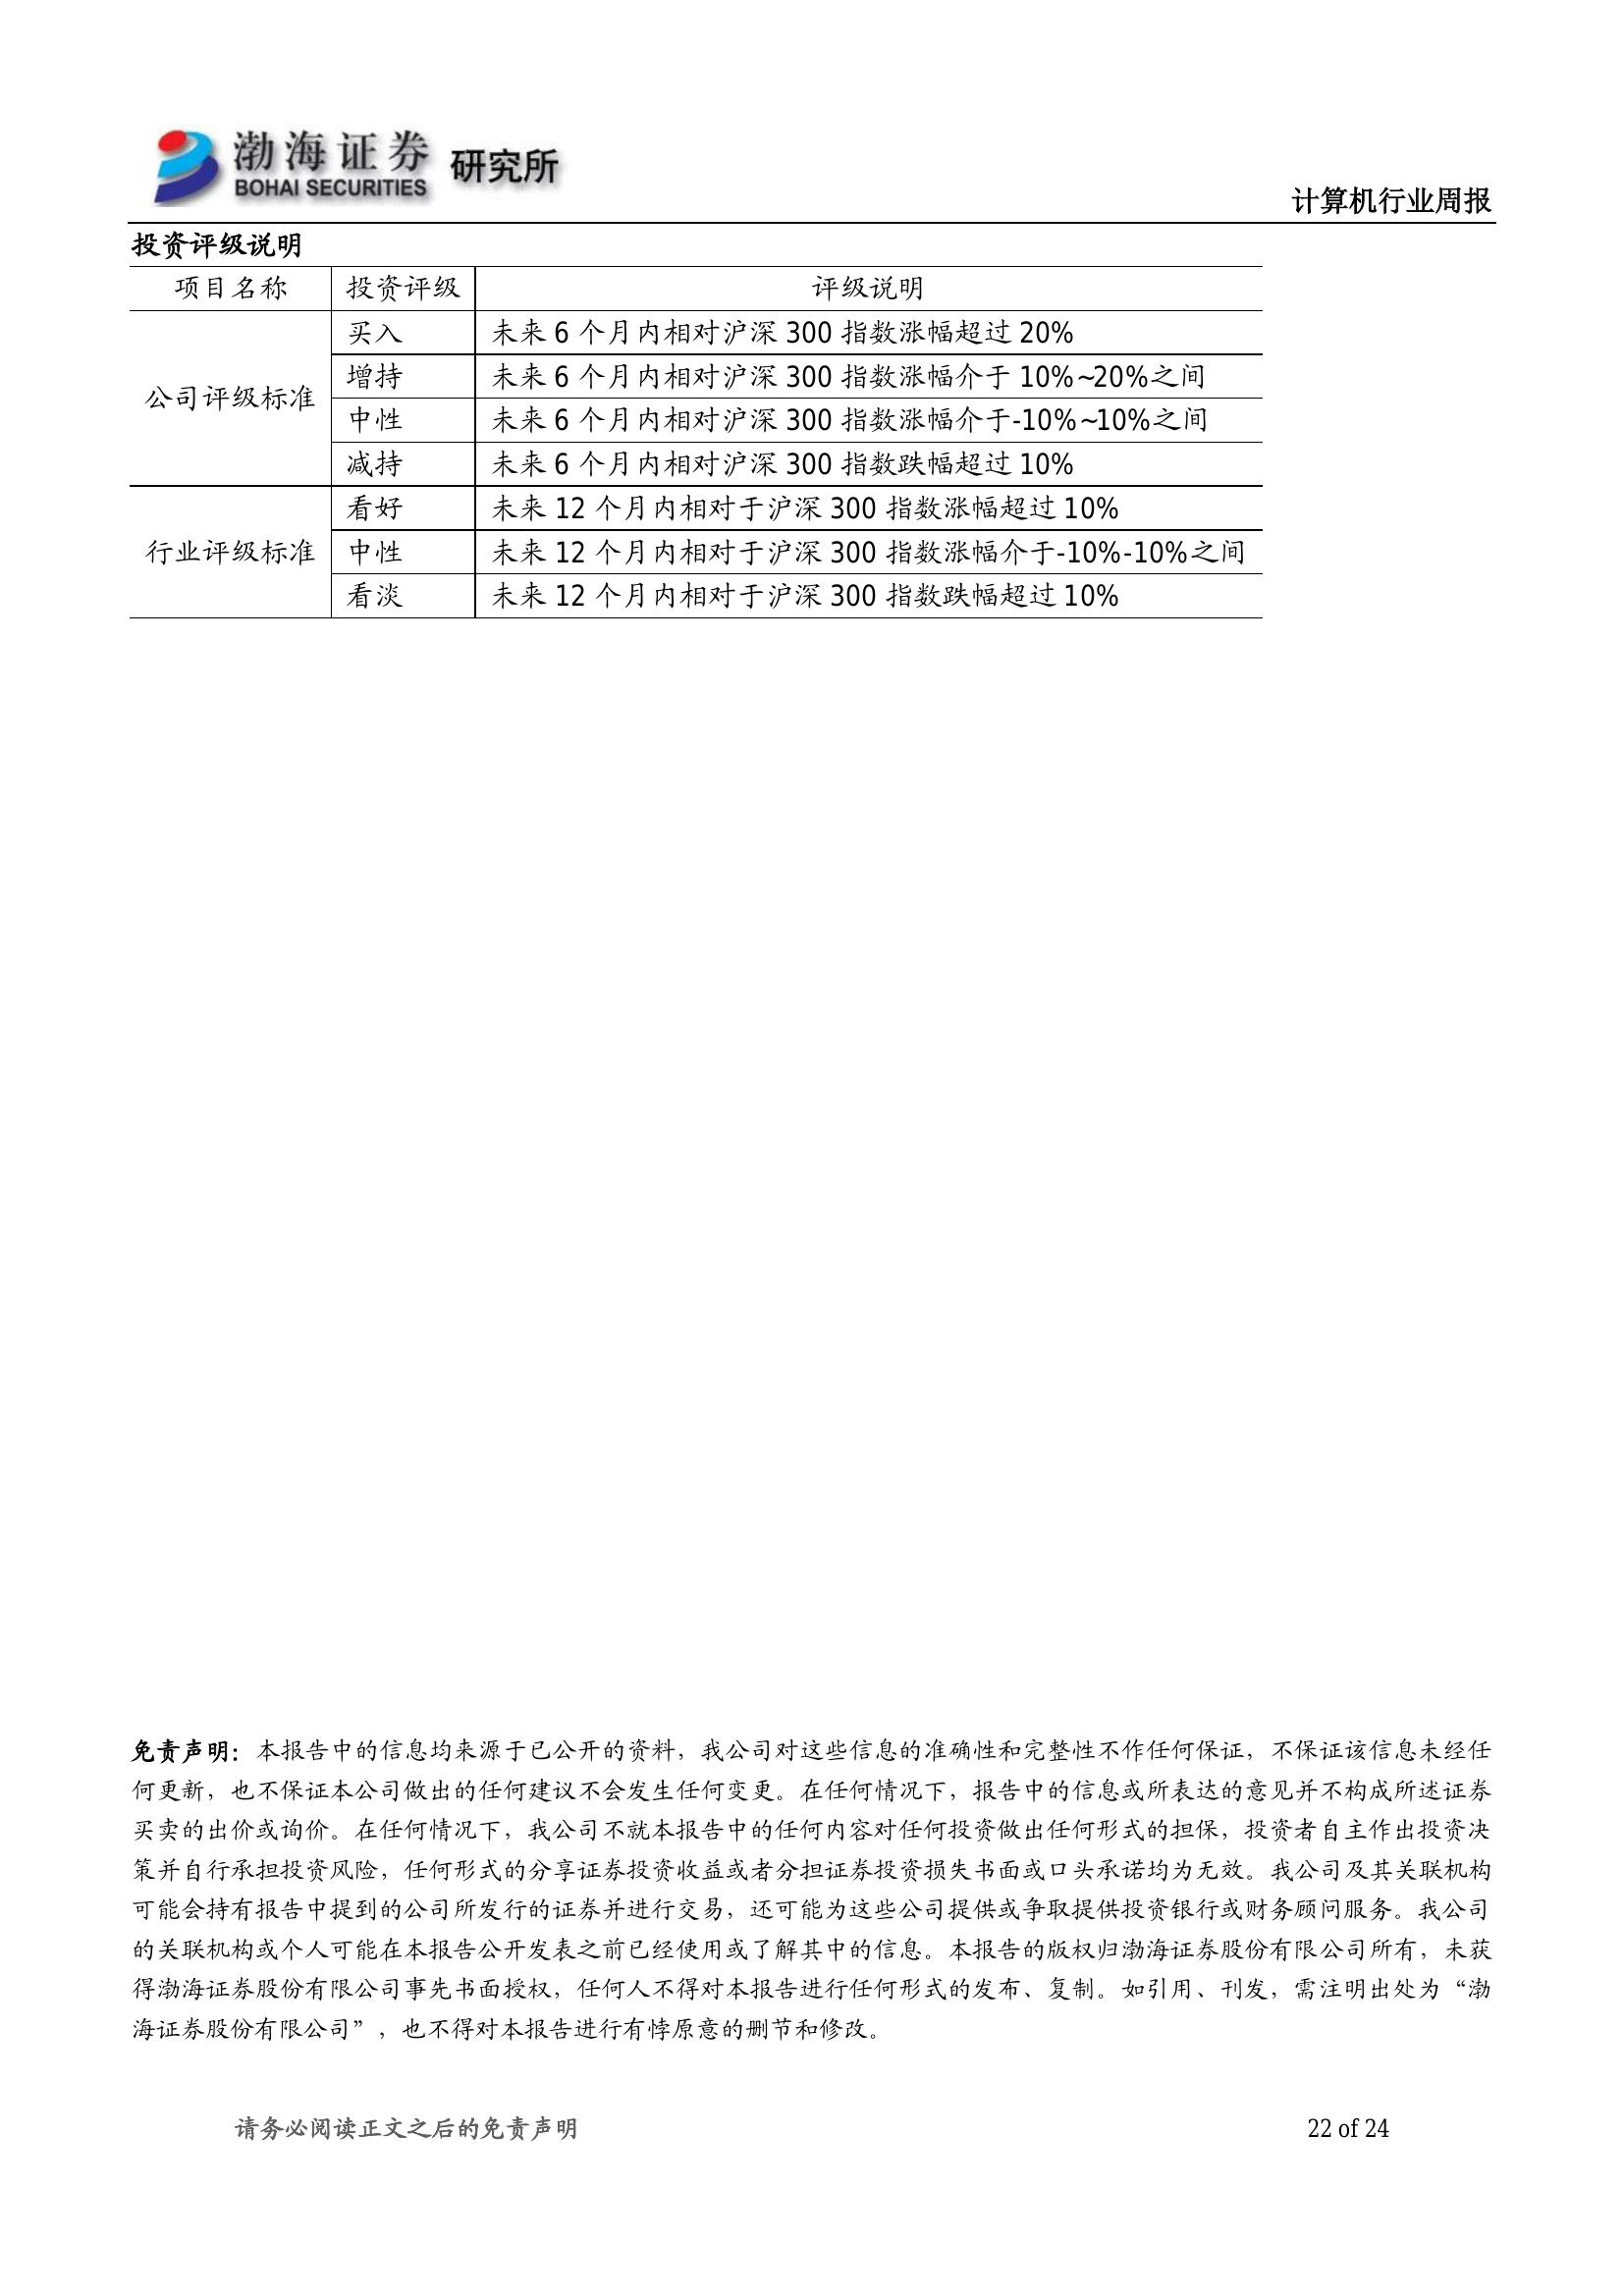 渤海证券 研究所
BOHAI SECURITIES
计算机行业周报
投资评级说明
项目名称 投资评级 评级说明
公司评级标准
买入 未来 6 个月内相对沪深 300 指数涨幅超过 20%
增持 未来 6 个月内相对沪深 300 指数涨幅介于 10%~20%之间
中性 未来 6 个月内相对沪深 300 指数涨幅介于-10%~10%之间
减持 未来 6 个月内相对沪深 300 指数跌幅超过 10%
行业评级标准
看好 未来 12 个月内相对于沪深 300 指数涨幅超过 10%
中性 未来 12 个月内相对于沪深 300 指数涨幅介于-10%-10%之间
看淡 未来 12 个月内相对于沪深 300 指数跌幅超过 10%
免责声明：本报告中的信息均来源于已公开的资料，我公司对这些信息的准确性和完整性不作任何保证，不保证该信息未经任
何更新，也不保证本公司做出的任何建议不会发生任何变更。在任何情况下，报告中的信息或所表达的意见并不构成所述证券
买卖的出价或询价。在任何情况下，我公司不就本报告中的任何内容对任何投资做出任何形式的担保，投资者自主作出投资决
策并自行承担投资风险，任何形式的分享证券投资收益或者分担证券投资损失书面或口头承诺均为无效。我公司及其关联机构
可能会持有报告中提到的公司所发行的证券并进行交易，还可能为这些公司提供或争取提供投资银行或财务顾问服务。我公司
的关联机构或个人可能在本报告公开发表之前已经使用或了解其中的信息。本报告的版权归渤海证券股份有限公司所有，未获
得渤海证券股份有限公司事先书面授权，任何人不得对本报告进行任何形式的发布、复制。如引用、刊发，需注明出处为“渤
海证券股份有限公司”，也不得对本报告进行有悖原意的删节和修改。
请务必阅读正文之后的免责声明 22 of 24